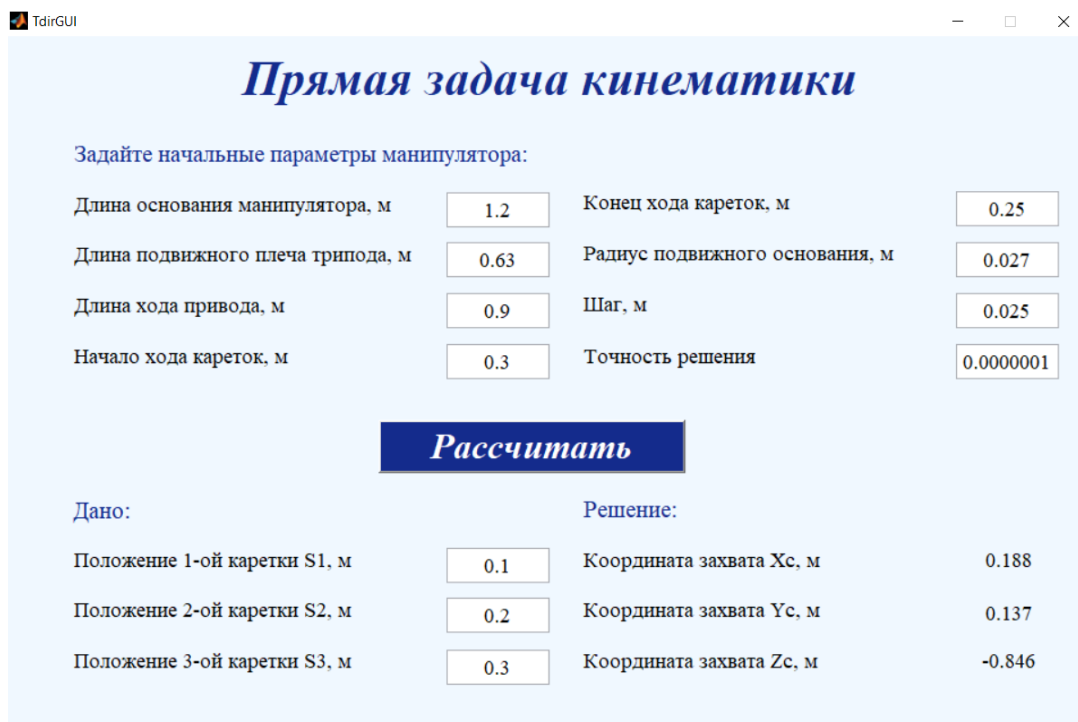 TdirGUI
Прямая задача кинематики
Задайте начальные параметры манипулятора:
Длина основания манипулятора, м 1.2 Конец хода кареток, м 0.25
Длина подвижного плеча трипода, м 0.63 Радиус подвижного основания, м 0.027
Длина хода привода, м 0.9 Шаг, м 0.025
Начало хода кареток, м 0.3 Точность решения 0.0000001
Рассчитать
Дано: Решение:
Положение 1-ой каретки S1, м 0.1 Координата захвата Xc, м 0.188
Положение 2-ой каретки S2, м 0.2 Координата захвата Yc, м 0.137
Положение 3-ой каретки S3, м 0.3 Координата захвата Zc, м -0.846